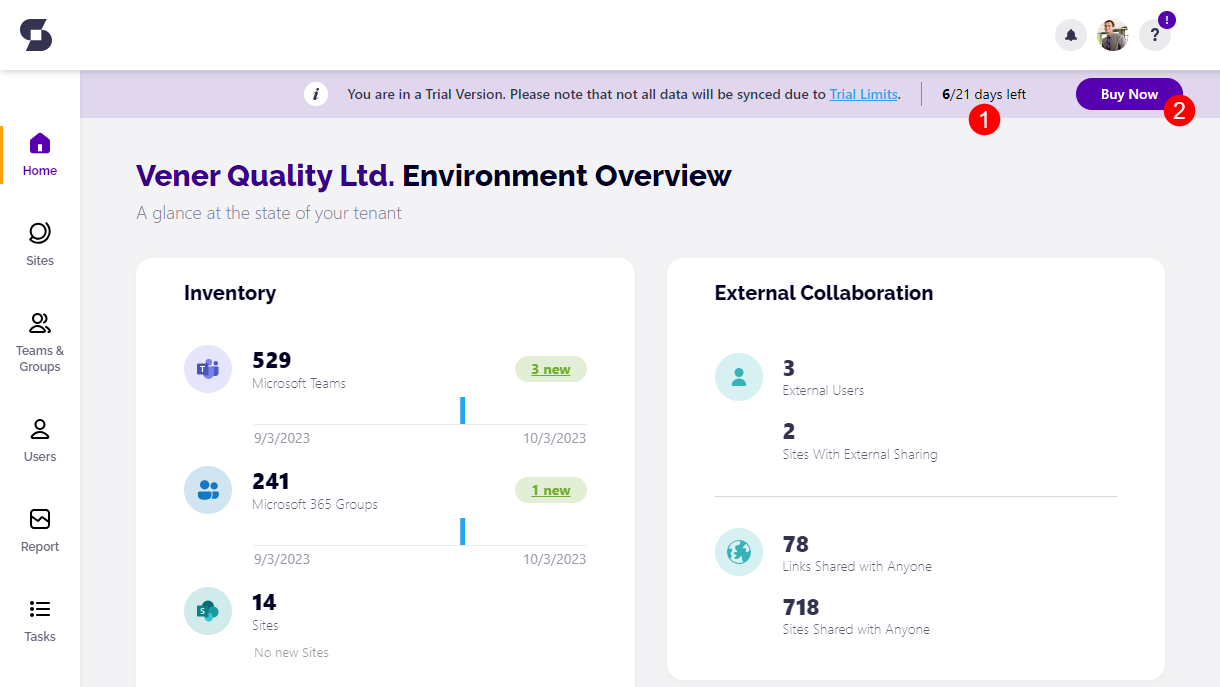 !
?
i You are in a Trial Version. Please note that not all data will be synced due to Trial Limits. 6/21 days left Buy Now
1 2
Home
Sites
Teams &
Groups
Users
Report
Tasks
Vener Quality Ltd. Environment Overview
A glance at the state of your tenant
Inventory
T
529
Microsoft Teams
3 new
9/3/2023 10/3/2023
241
Microsoft 365 Groups
1 new
9/3/2023 10/3/2023
S
14
Sites
No new Sites
External Collaboration
3
External Users
2
Sites With External Sharing
78
Links Shared with Anyone
718
Sites Shared with Anyone